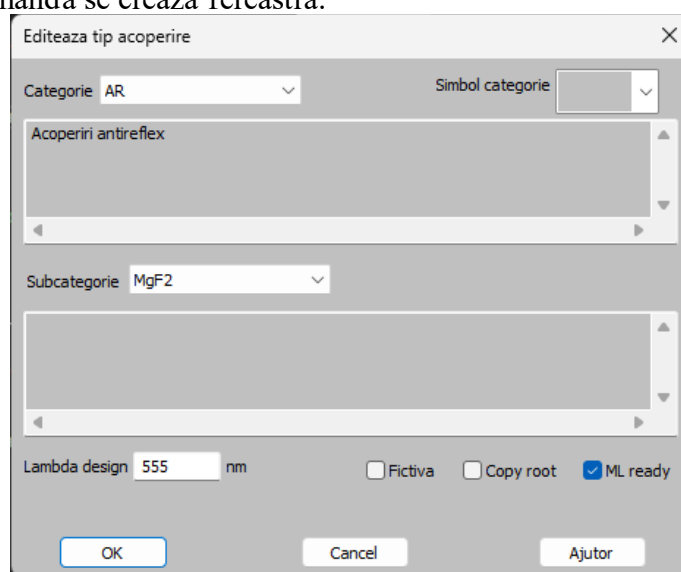 se creaza fereastra:
Editeaza tip acoperire
Categorie AR Simbol categorie
Acoperiri antireflex
Subcategorie MgF2
Lambda design 555 nm Fictiva Copy root ML ready
OK Cancel Ajutor